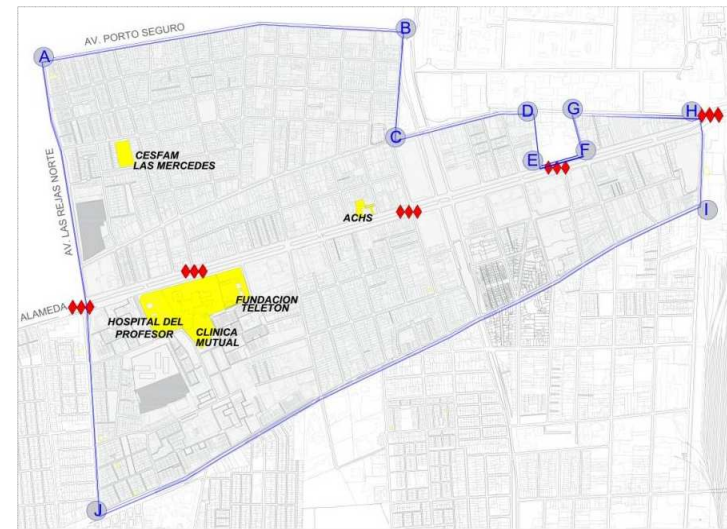 AV. PORTO SEGURO
A
B
C
D
G
H
E
F
I
CESFAM
LAS MERCEDES
AV. LAS REJAS NORTE
ACHS
ALAMEDA
FUNDACION
TELETON
HOSPITAL DEL
PROFESOR
CLINICA
MUTUAL
J